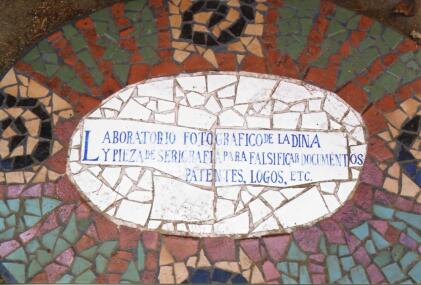 LABORATORIO FOTOGRAFICO DE LA DINA
Y PIEZA DE SERIGRAFIA PARA FALSIFICAR DOCUMENTOS
PATENTES, LOGOS, ETC.